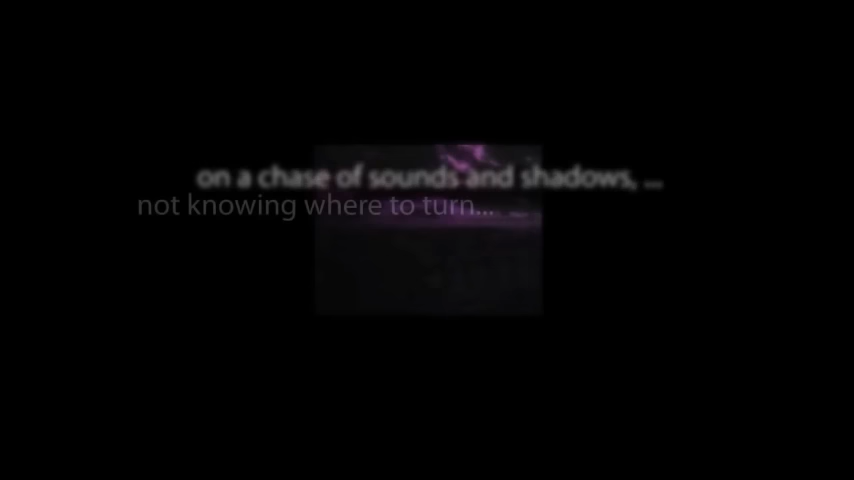 on a chase of sounds and shadows, ...
not knowing where to turn...